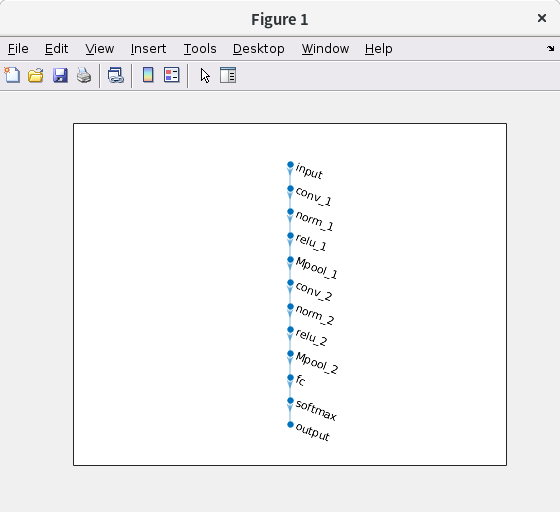 Figure 1
File Edit View Insert Tools Desktop Window Help
input
conv_1
norm_1
relu_1
Mpool_1
conv_2
norm_2
relu_2
Mpool_2
fc
softmax
output